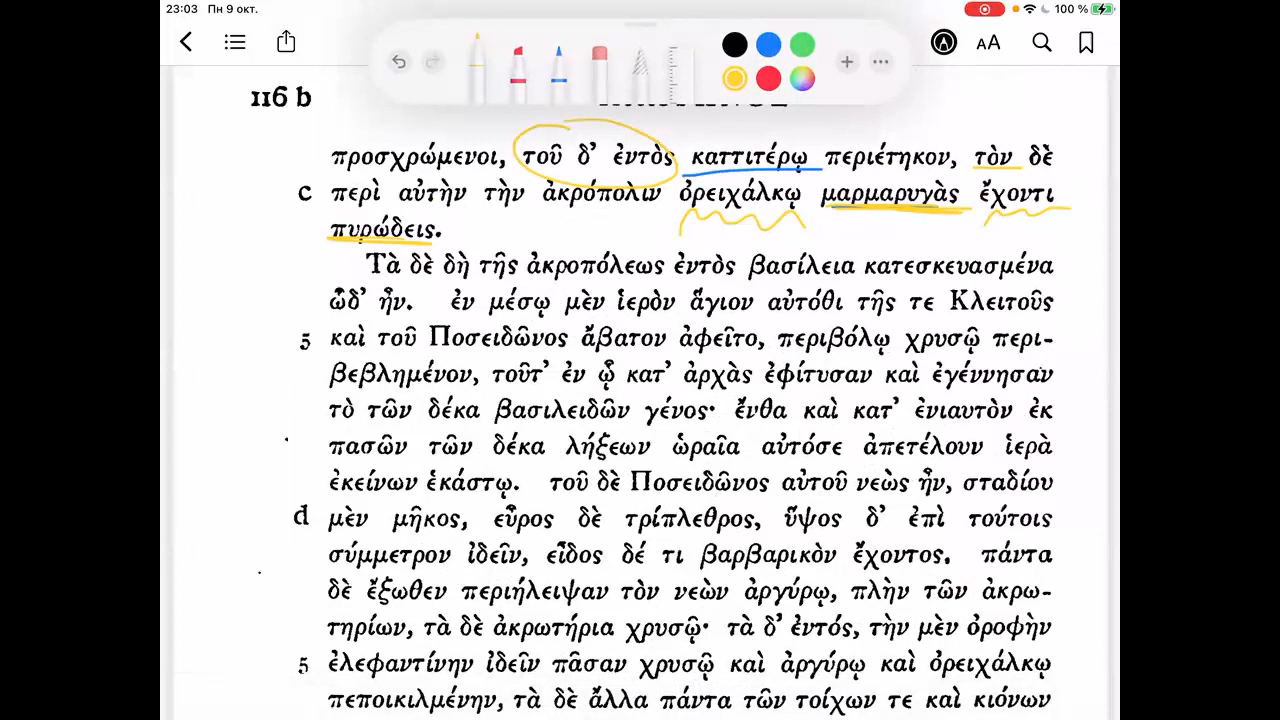 23:03 Пн 9 окт.
100 %
AA
116 b
προσχρώμενοι, τοῦ δ’ ἐντὸς καττιτέρῳ περιέτηκον, τὸν δὲ
c περὶ αὐτὴν τὴν ἀκρόπολιν ὀρειχάλκῳ μαρμαρυγὰς ἔχοντι
πυρώδεις.
Τὰ δὲ δὴ τῆς ἀκροπόλεως ἐντὸς βασίλεια κατεσκευασμένα
ὧδ’ ἦν. ἐν μέσῳ μὲν ἱερὸν ἅγιον αὐτόθι τῆς τε Κλειτοῦς
5 καὶ τοῦ Ποσειδῶνος ἄβατον ἀφεῖτο, περιβόλῳ χρυσῷ περι-
βεβλημένον, τοῦτ’ ἐν ᾧ κατ’ ἀρχὰς ἐφίτυσαν καὶ ἐγέννησαν
τὸ τῶν δέκα βασιλειδῶν γένος· ἔνθα καὶ κατ’ ἐνιαυτὸν ἐκ
πασῶν τῶν δέκα λήξεων ὡραῖα αὐτόσε ἀπετέλουν ἱερὰ
ἐκείνων ἑκάστῳ. τοῦ δὲ Ποσειδῶνος αὐτοῦ νεὼς ἦν, σταδίου
d μὲν μῆκος, εὖρος δὲ τρίπλεθρος, ὕψος δ’ ἐπὶ τούτοις
σύμμετρον ἰδεῖν, εἶδος δέ τι βαρβαρικὸν ἔχοντος. πάντα
δὲ ἔξωθεν περιήλειψαν τὸν νεὼν ἀργύρῳ, πλὴν τῶν ἀκρω-
τηρίων, τὰ δὲ ἀκρωτήρια χρυσῷ· τὰ δ’ ἐντός, τὴν μὲν ὀροφὴν
5 ἐλεφαντίνην ἰδεῖν πᾶσαν χρυσῷ καὶ ἀργύρῳ καὶ ὀρειχάλκῳ
πεποικιλμένην, τὰ δὲ ἄλλα πάντα τῶν τοίχων τε καὶ κιόνων